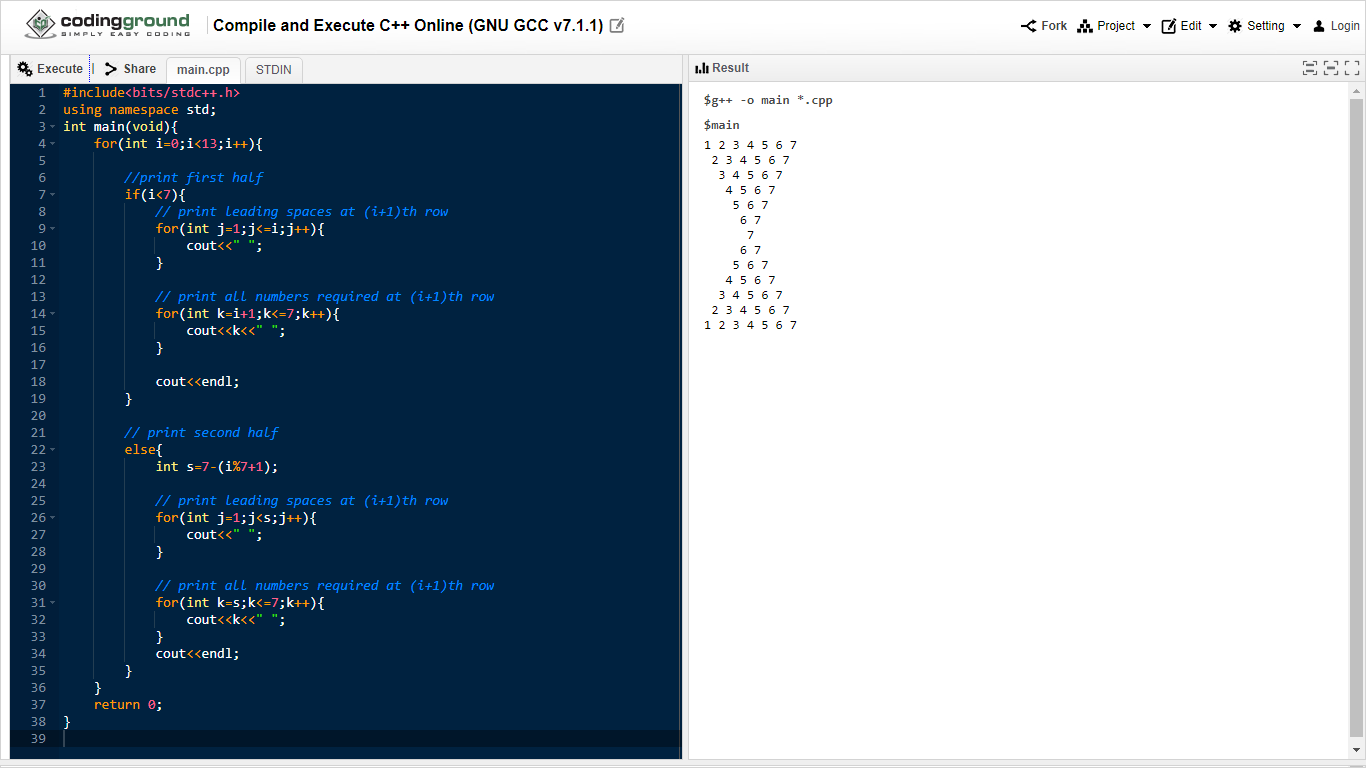 codingground
SIMPLY EASY CODING
Compile and Execute C++ Online (GNU GCC v7.1.1)
Fork Project Edit Setting Login
Execute | Share main.cpp STDIN
1 #include<bits/stdc++.h>
2 using namespace std;
3 int main(void){
4     for(int i=0;i<13;i++){
5
6         //print first half
7         if(i<7){
8             // print leading spaces at (i+1)th row
9             for(int j=1;j<=i;j++){
10                 cout<<" ";
11             }
12
13             // print all numbers required at (i+1)th row
14             for(int k=i+1;k<=7;k++){
15                 cout<<k<<" ";
16             }
17
18             cout<<endl;
19         }
20
21         // print second half
22         else{
23             int s=7-(i%7+1);
24
25             // print leading spaces at (i+1)th row
26             for(int j=1;j<s;j++){
27                 cout<<" ";
28             }
29
30             // print all numbers required at (i+1)th row
31             for(int k=s;k<=7;k++){
32                 cout<<k<<" ";
33             }
34             cout<<endl;
35         }
36     }
37     return 0;
38 }
39
Result
$g++ -o main *.cpp
$main
1 2 3 4 5 6 7
 2 3 4 5 6 7
  3 4 5 6 7
   4 5 6 7
    5 6 7
     6 7
      7
     6 7
    5 6 7
   4 5 6 7
  3 4 5 6 7
 2 3 4 5 6 7
1 2 3 4 5 6 7